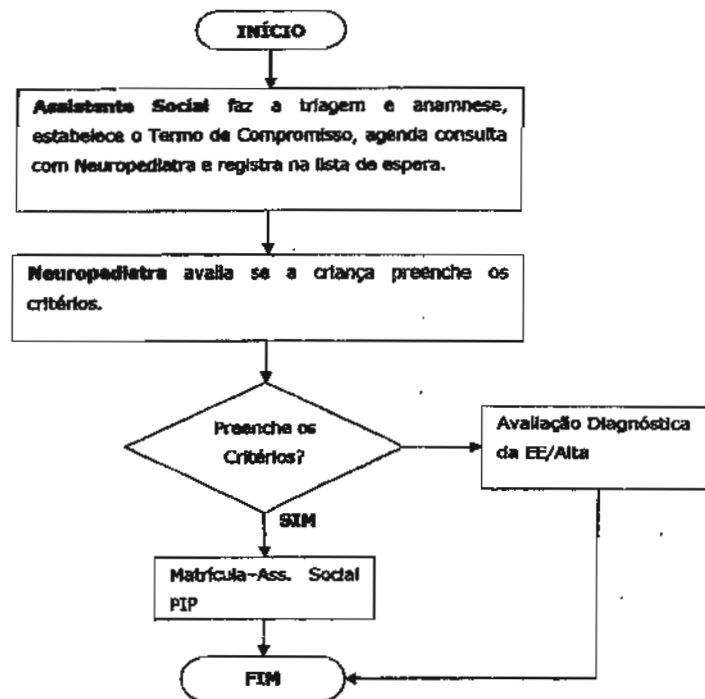 INÍCIO
Assistente Social faz a triagem e anamnese,
estabelece o Termo de Compromisso, agenda consulta
com Neuropediatra e registra na lista de espera.
Neuropediatra avalia se a criança preenche os
critérios.
Preenche os
Critérios?
Avaliação Diagnóstica
da EE/Alta
SIM
Matrícula-Ass. Social
PIP
FIM